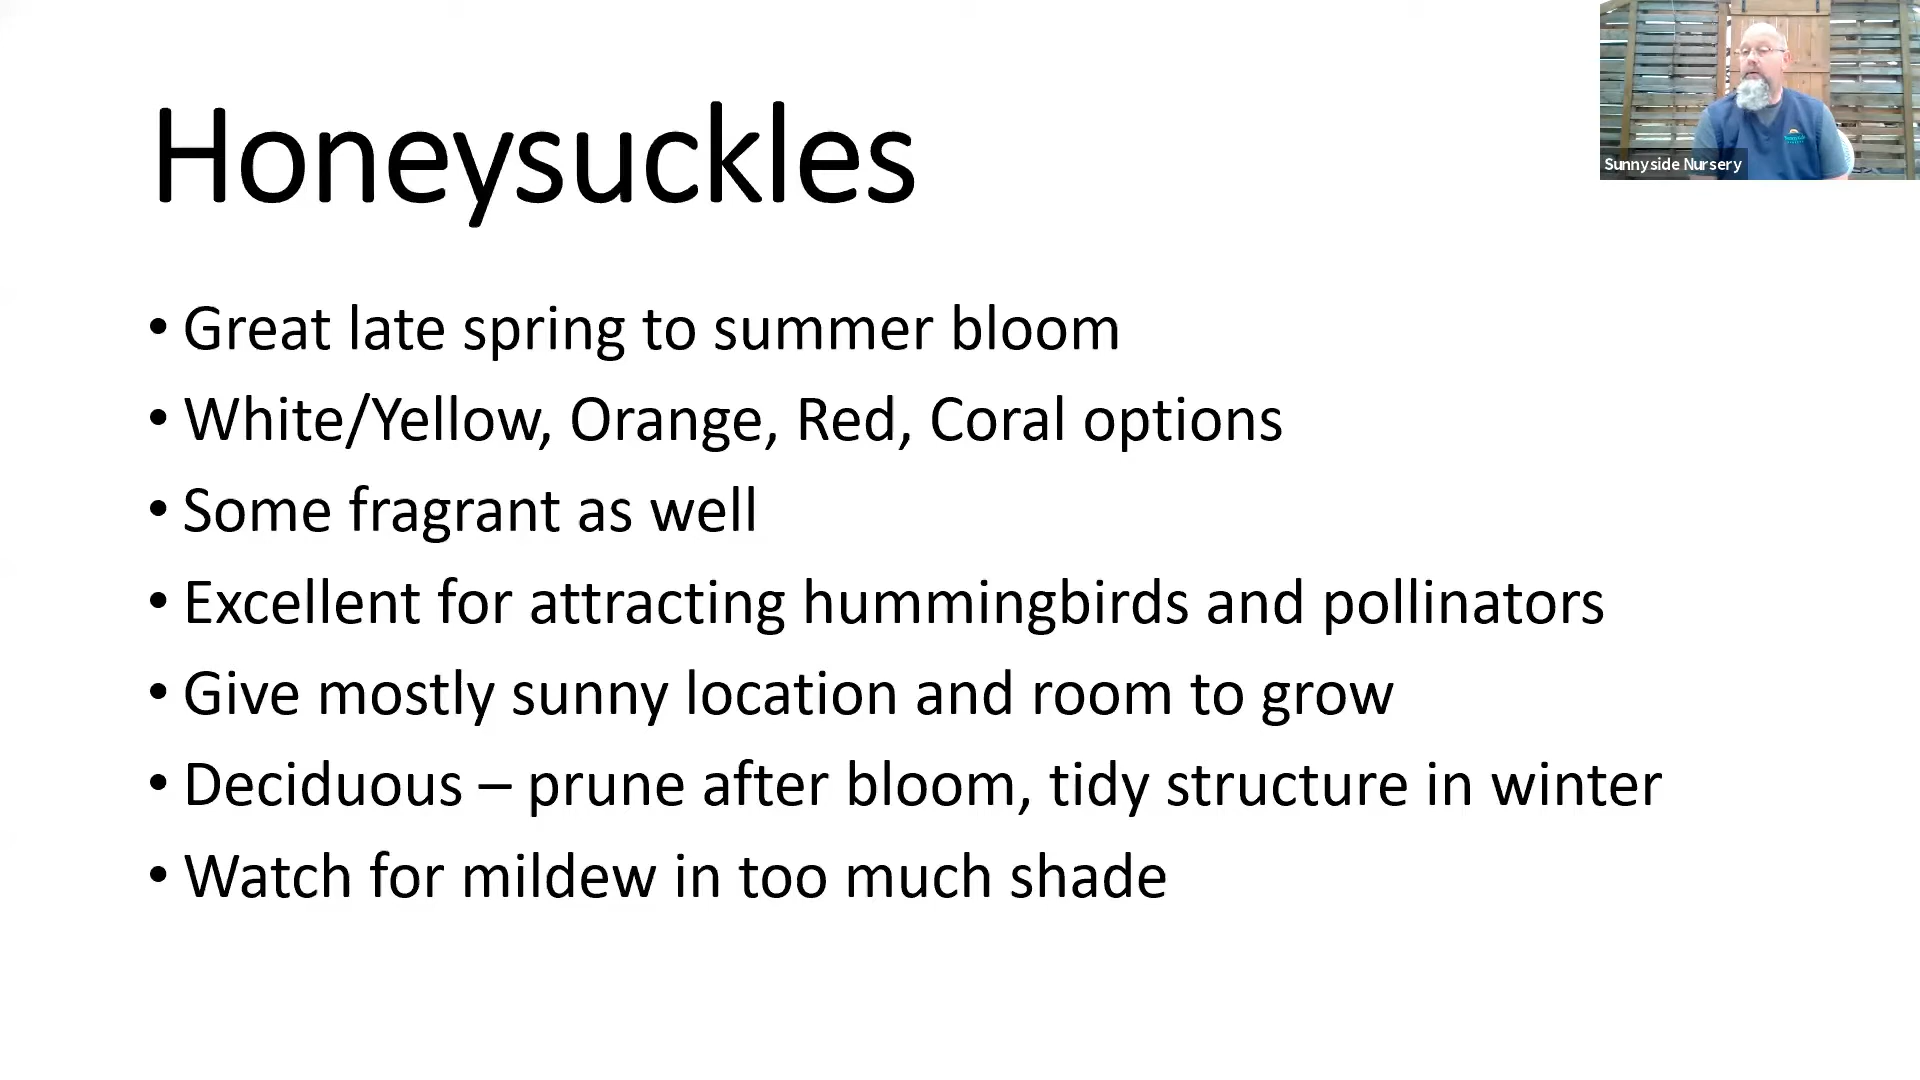 Honeysuckles
• Great late spring to summer bloom
• White/Yellow, Orange, Red, Coral options
• Some fragrant as well
• Excellent for attracting hummingbirds and pollinators
• Give mostly sunny location and room to grow
• Deciduous – prune after bloom, tidy structure in winter
• Watch for mildew in too much shade
Sunnyside Nursery